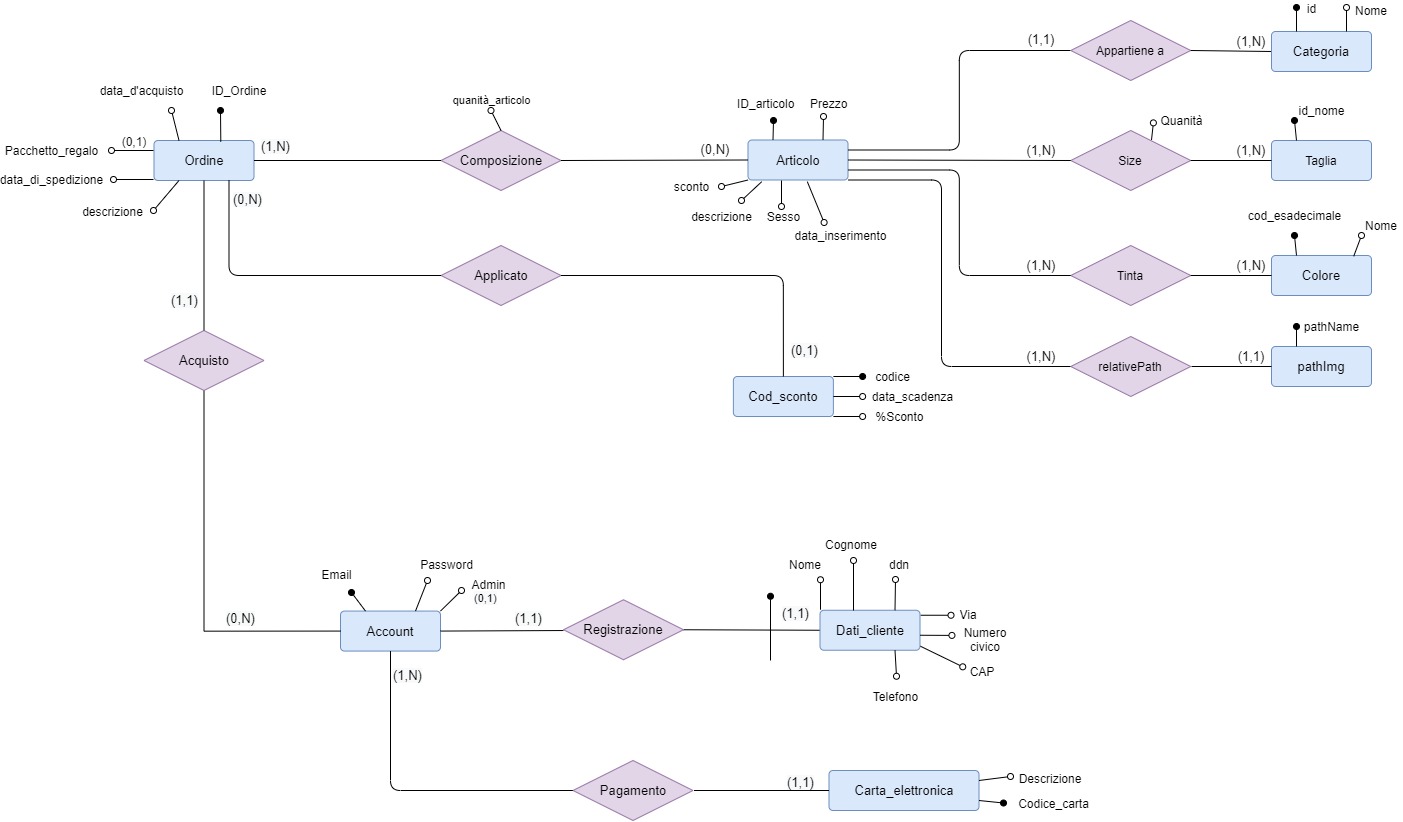 id
Nome
(1,1)
Appartiene a
(1,N)
Categoria
data_d'acquisto
ID_Ordine
quanità_articolo
ID_articolo
Prezzo
id_nome
Quanità
Pacchetto_regalo
(0,1)
Ordine
(1,N)
Composizione
(0,N)
Articolo
(1,N)
Size
(1,N)
Taglia
data_di_spedizione
(0,N)
sconto
descrizione
descrizione
Sesso
data_inserimento
cod_esadecimale
Nome
Applicato
(1,N)
Tinta
(1,N)
Colore
(1,1)
pathName
Acquisto
(0,1)
(1,N)
relativePath
(1,1)
pathImg
Cod_sconto
codice
data_scadenza
%Sconto
Cognome
Email
Password
Nome
ddn
Admin
(0,1)
(0,N)
Account
(1,1)
Registrazione
(1,1)
Dati_cliente
Via
Numero
civico
CAP
(1,N)
Telefono
Pagamento
(1,1)
Carta_elettronica
Descrizione
Codice_carta